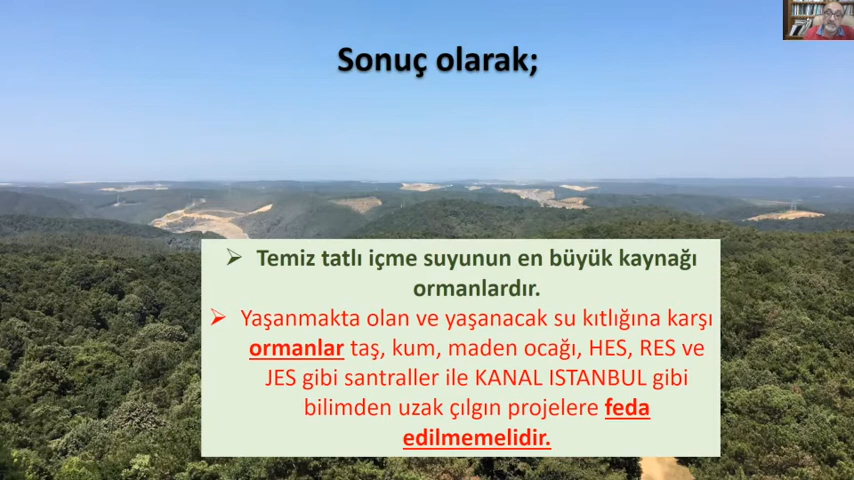 Sonuç olarak;
➢ Temiz tatlı içme suyunun en büyük kaynağı
ormanlardır.
➢ Yaşanmakta olan ve yaşanacak su kıtlığına karşı
ormanlar taş, kum, maden ocağı, HES, RES ve
JES gibi santraller ile KANAL ISTANBUL gibi
bilimden uzak çılgın projelere feda
edilmemelidir.